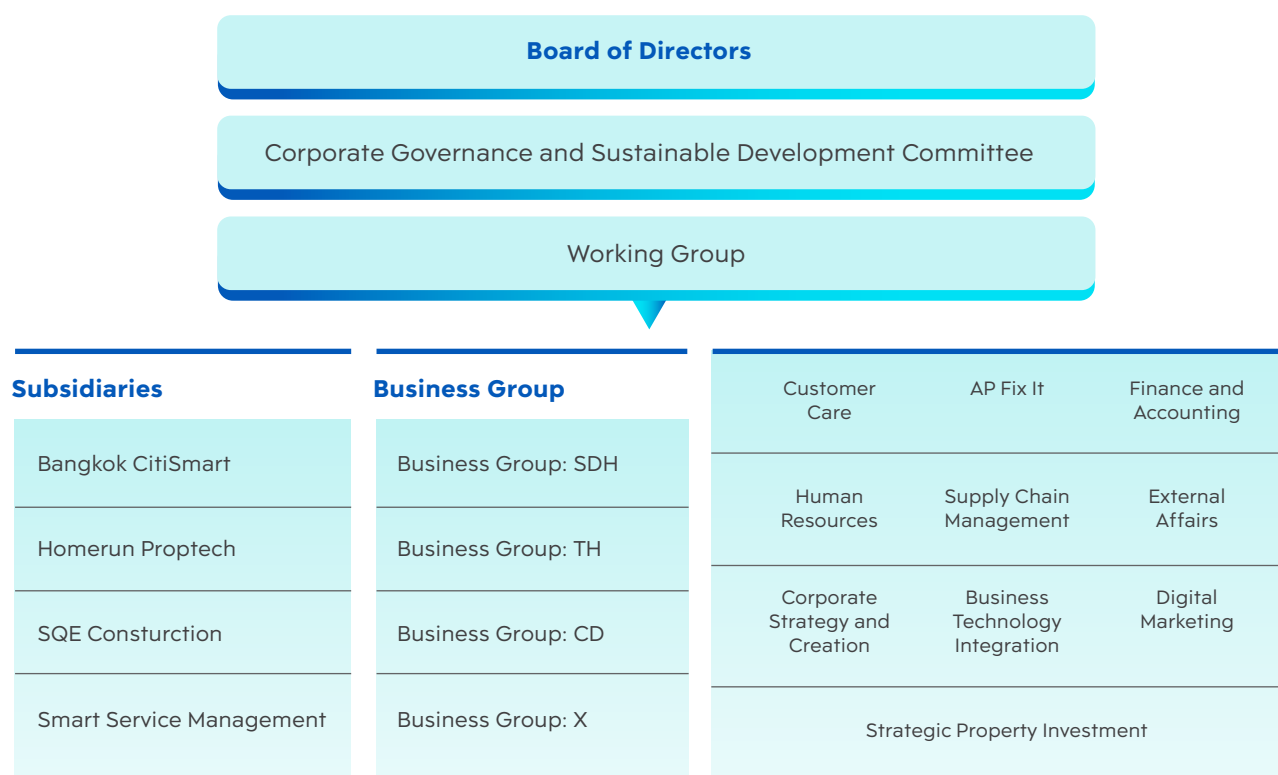 Board of Directors
Corporate Governance and Sustainable Development Committee
Working Group
Subsidiaries
Bangkok CitiSmart
Homerun Proptech
SQE Consturction
Smart Service Management
Business Group
Business Group: SDH
Business Group: TH
Business Group: CD
Business Group: X
Customer
Care
AP Fix It
Finance and
Accounting
Human
Resources
Supply Chain
Management
External
Affairs
Corporate
Strategy and
Creation
Business
Technology
Integration
Digital
Marketing
Strategic Property Investment